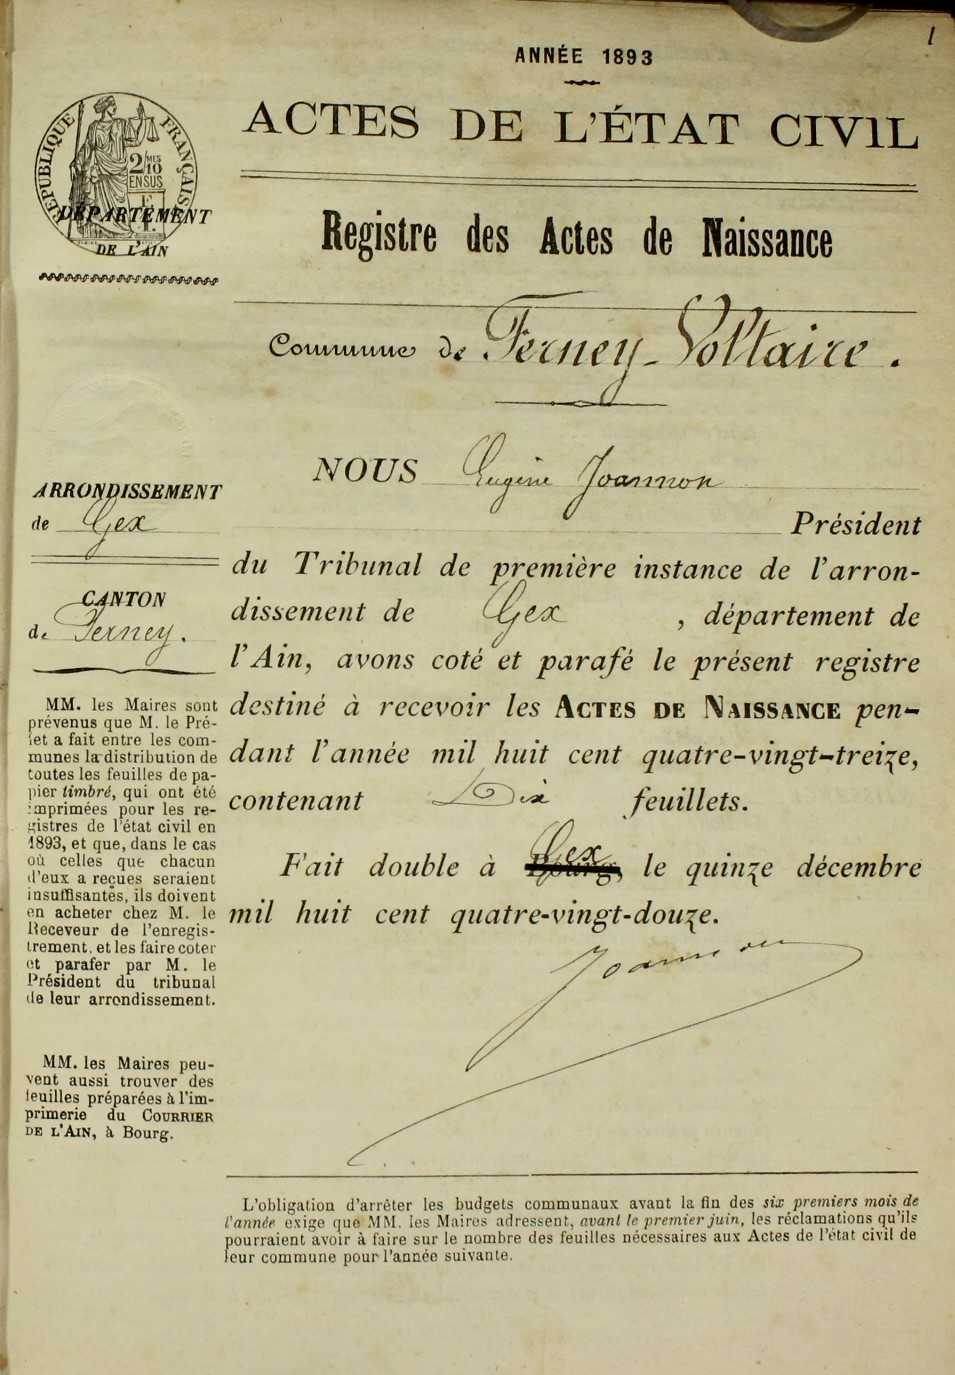 1
ANNÉE 1893
ACTES DE L'ÉTAT CIVIL
RÉPUBLIQUE FRANÇAISE
2/10 MES
EN SUS
DÉPARTEMENT
DE L'AIN
Registre des Actes de Naissance
Commune de Ferney-Voltaire.
ARRONDISSEMENT
de Gex
CANTON
de Ferney.
MM. les Maires sont
prévenus que M. le Pré-
fet a fait entre les com-
munes la distribution de
toutes les feuilles de pa-
pier timbré, qui ont été
imprimées pour les re-
gistres de l'état civil en
1893, et que, dans le cas
où celles que chacun
d'eux a reçues seraient
insuffisantes, ils doivent
en acheter chez M. le
Receveur de l'enregis-
trement. et les faire coter
et parafer par M. le
Président du tribunal
de leur arrondissement.
MM. les Maires peu-
vent aussi trouver des
feuilles préparées à l'im-
primerie du COURRIER
DE L'AIN, à Bourg.
NOUS Eugène Joannon
Président
du Tribunal de première instance de l'arron-
dissement de Gex , département de
l'Ain, avons coté et parafé le présent registre
destiné à recevoir les ACTES DE NAISSANCE pen-
dant l'année mil huit cent quatre-vingt-treize,
contenant Dix feuillets.
Fait double à Bourg, Gex le quinze décembre
mil huit cent quatre-vingt-douze.
Joannon
L'obligation d'arrêter les budgets communaux avant la fin des six premiers mois de
l'année exige que MM. les Maires adressent, avant le premier juin, les réclamations qu'ils
pourraient avoir à faire sur le nombre des feuilles nécessaires aux Actes de l'état civil de
leur commune pour l'année suivante.